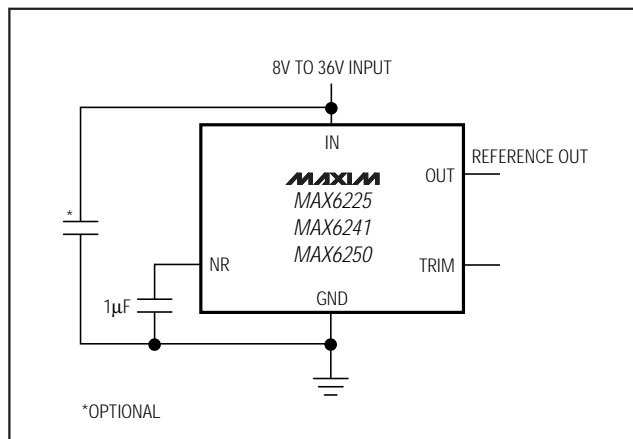 8V TO 36V INPUT
IN
REFERENCE OUT
OUT
MAXIM
MAX6225
MAX6241
MAX6250
*
NR
TRIM
1µF
GND
*OPTIONAL